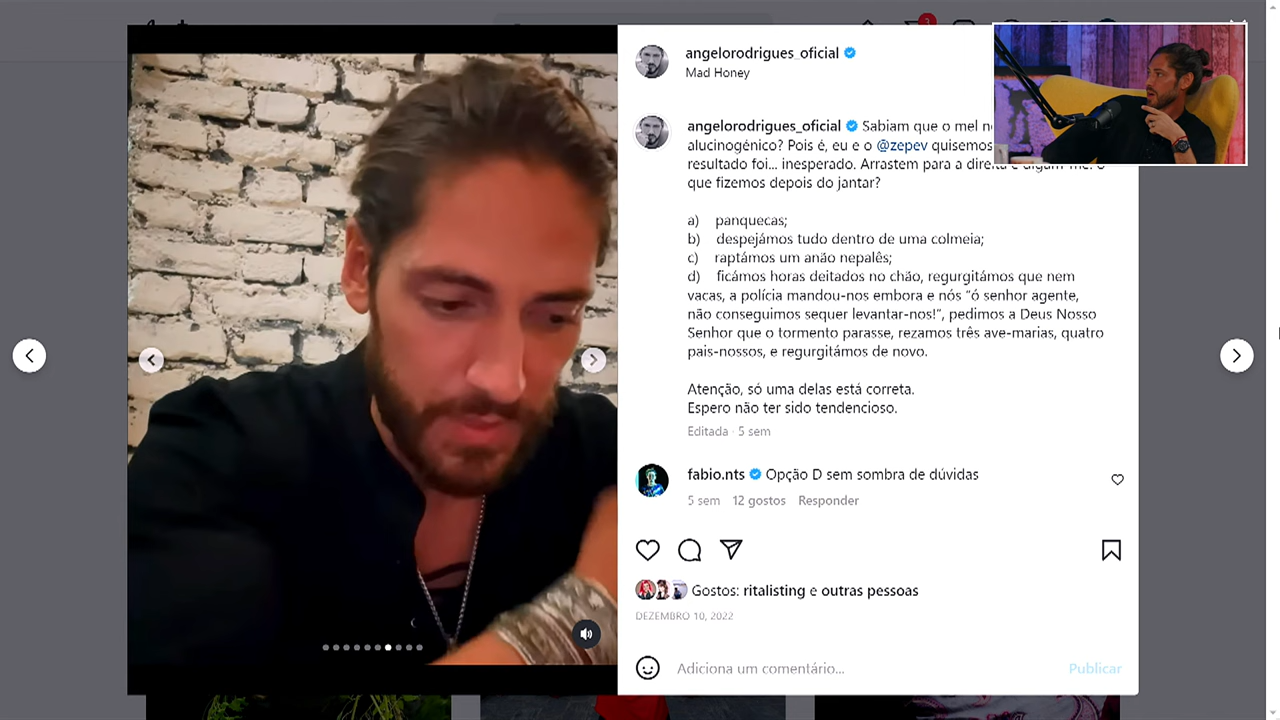 3
angelorodrigues_oficial
Mad Honey
angelorodrigues_oficial Sabiam que o mel
alucinogénico? Pois é, eu e o @zepev quisemos
resultado foi... inesperado. Arrastem para a direita e digam-me: o
que fizemos depois do jantar?
a) panquecas;
b) despejámos tudo dentro de uma colmeia;
c) raptámos um anão nepalês;
d) ficámos horas deitados no chão, regurgitámos que nem
vacas, a polícia mandou-nos embora e nós “ó senhor agente,
não conseguimos sequer levantar-nos!”, pedimos a Deus Nosso
Senhor que o tormento parasse, rezamos três ave-marias, quatro
pais-nossos, e regurgitámos de novo.
Atenção, só uma delas está correta.
Espero não ter sido tendencioso.
Editada · 5 sem
fabio.nts Opção D sem sombra de dúvidas
5 sem 12 gostos Responder
Gostos: ritalisting e outras pessoas
DEZEMBRO 10, 2022
Adiciona um comentário...
Publicar